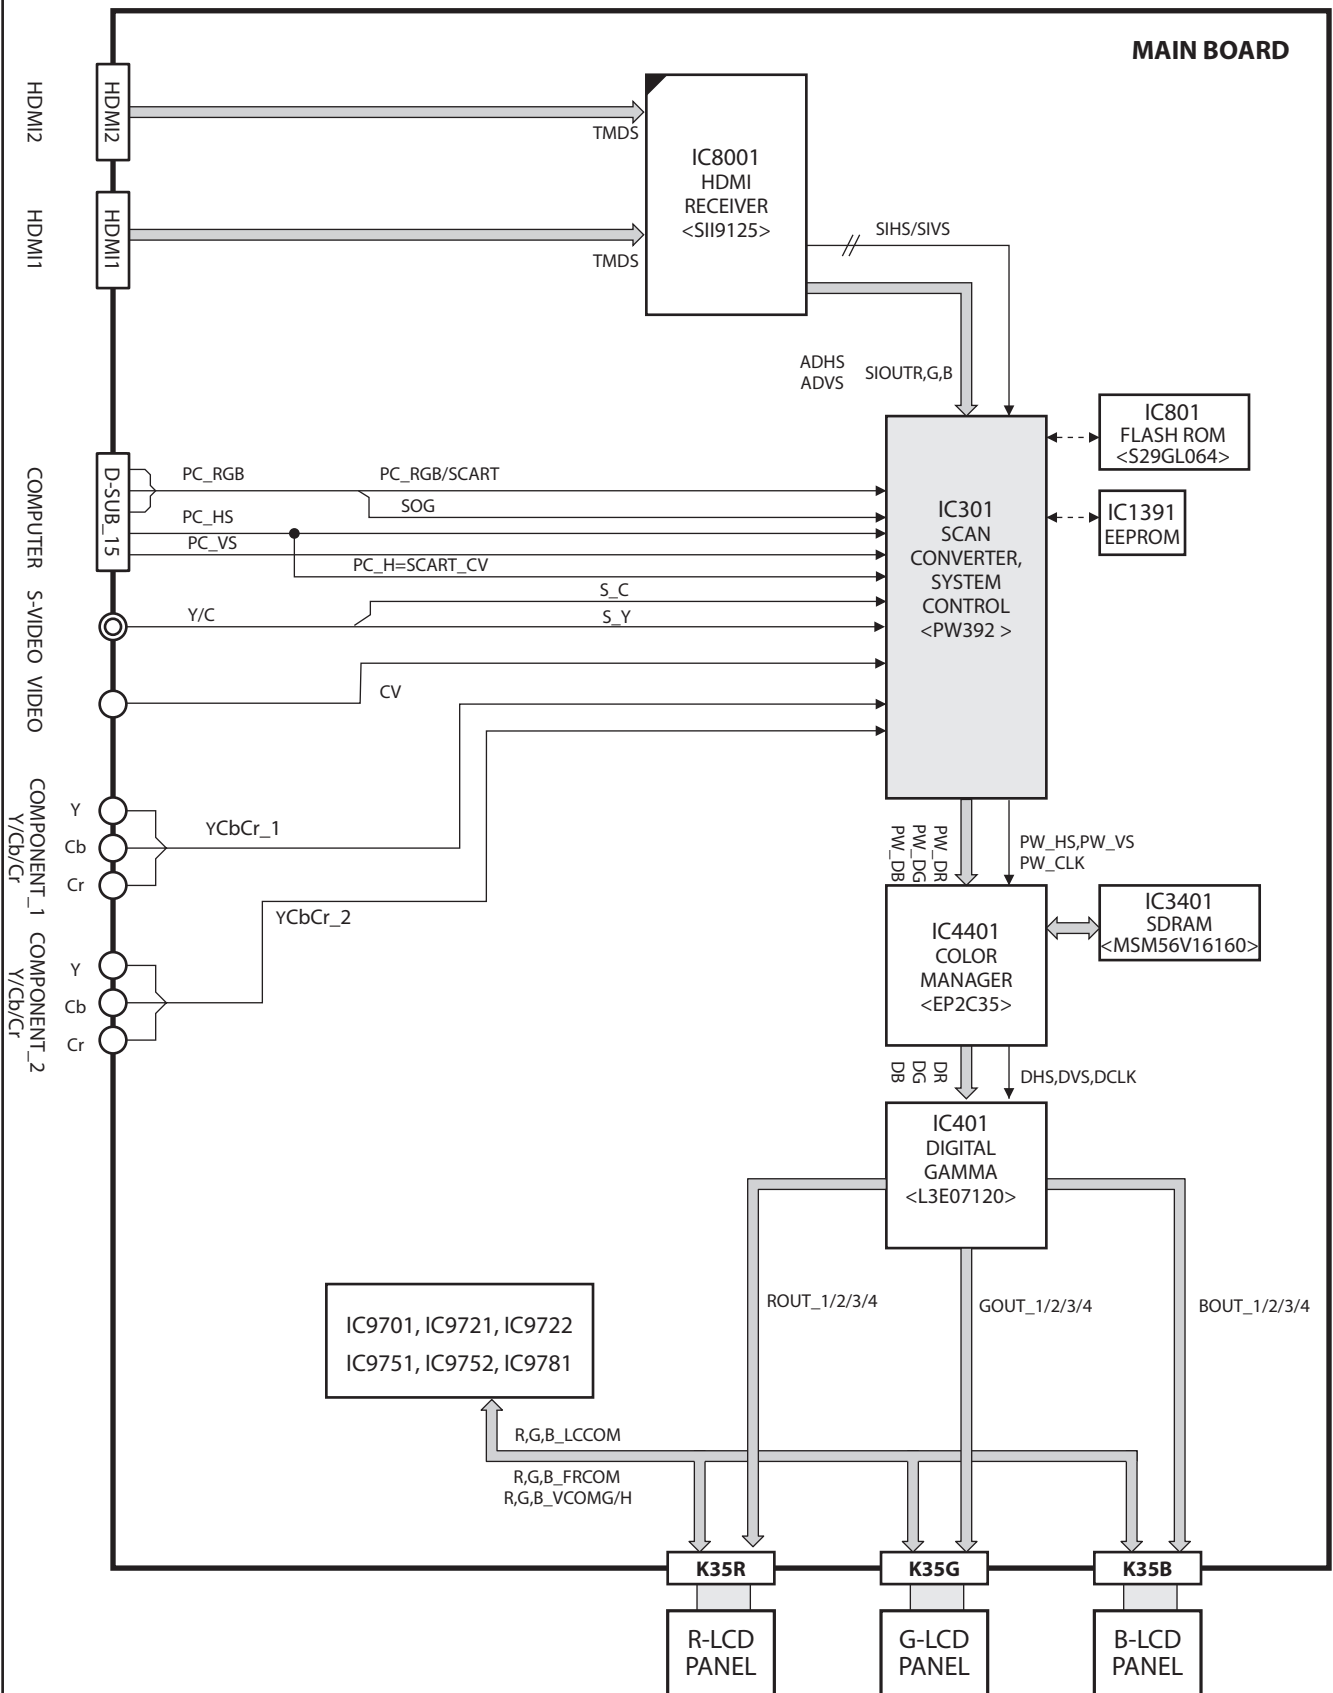 MAIN BOARD
HDMI2
HDMI2
TMDS
HDMI1
HDMI1
TMDS
IC8001
HDMI
RECEIVER
<SII9125>
SIHS/SIVS
ADHS
ADVS
SIOUTR,G,B
IC801
FLASH ROM
<S29GL064>
IC1391
EEPROM
COMPUTER
D-SUB_15
PC_RGB
PC_RGB/SCART
SOG
PC_HS
PC_VS
PC_H=SCART_CV
IC301
SCAN
CONVERTER,
SYSTEM
CONTROL
<PW392 >
S-VIDEO
Y/C
S_C
S_Y
VIDEO
CV
COMPONENT_1
Y/Cb/Cr
Y
Cb
Cr
YCbCr_1
COMPONENT_2
Y/Cb/Cr
Y
Cb
Cr
YCbCr_2
PW_DR
PW_DG
PW_DB
PW_HS,PW_VS
PW_CLK
IC4401
COLOR
MANAGER
<EP2C35>
IC3401
SDRAM
<MSM56V16160>
DR
DG
DB
DHS,DVS,DCLK
IC401
DIGITAL
GAMMA
<L3E07120>
ROUT_1/2/3/4
GOUT_1/2/3/4
BOUT_1/2/3/4
IC9701, IC9721, IC9722
IC9751, IC9752, IC9781
R,G,B_LCCOM
R,G,B_FRCOM
R,G,B_VCOMG/H
K35R
K35G
K35B
R-LCD
PANEL
G-LCD
PANEL
B-LCD
PANEL